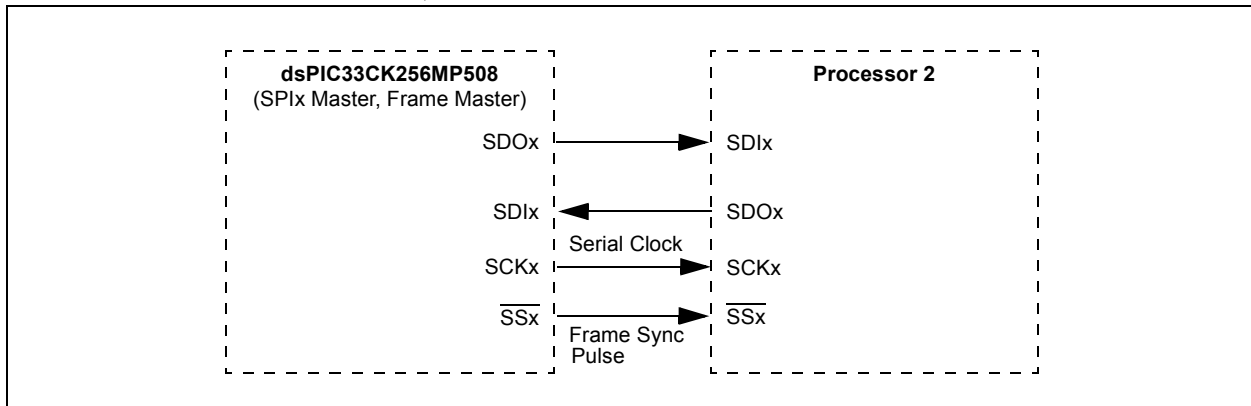 dsPIC33CK256MP508
(SPIx Master, Frame Master)
Processor 2
SDOx
SDIx
SDIx
SDOx
Serial Clock
SCKx
SCKx
SSx
SSx
Frame Sync
Pulse